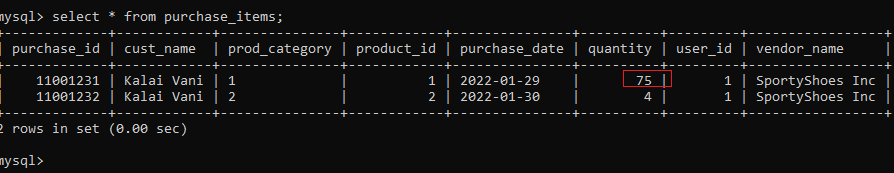 mysql> select * from purchase_items;
+-------------+------------+---------------+------------+---------------+----------+---------+------------------+
| purchase_id | cust_name | prod_category | product_id | purchase_date | quantity | user_id | vendor_name |
+-------------+------------+---------------+------------+---------------+----------+---------+------------------+
| 11001231 | Kalai Vani | 1 | 1 | 2022-01-29 | 75 | 1 | SportyShoes Inc |
| 11001232 | Kalai Vani | 2 | 2 | 2022-01-30 | 4 | 1 | SportyShoes Inc |
+-------------+------------+---------------+------------+---------------+----------+---------+------------------+
2 rows in set (0.00 sec)
mysql>